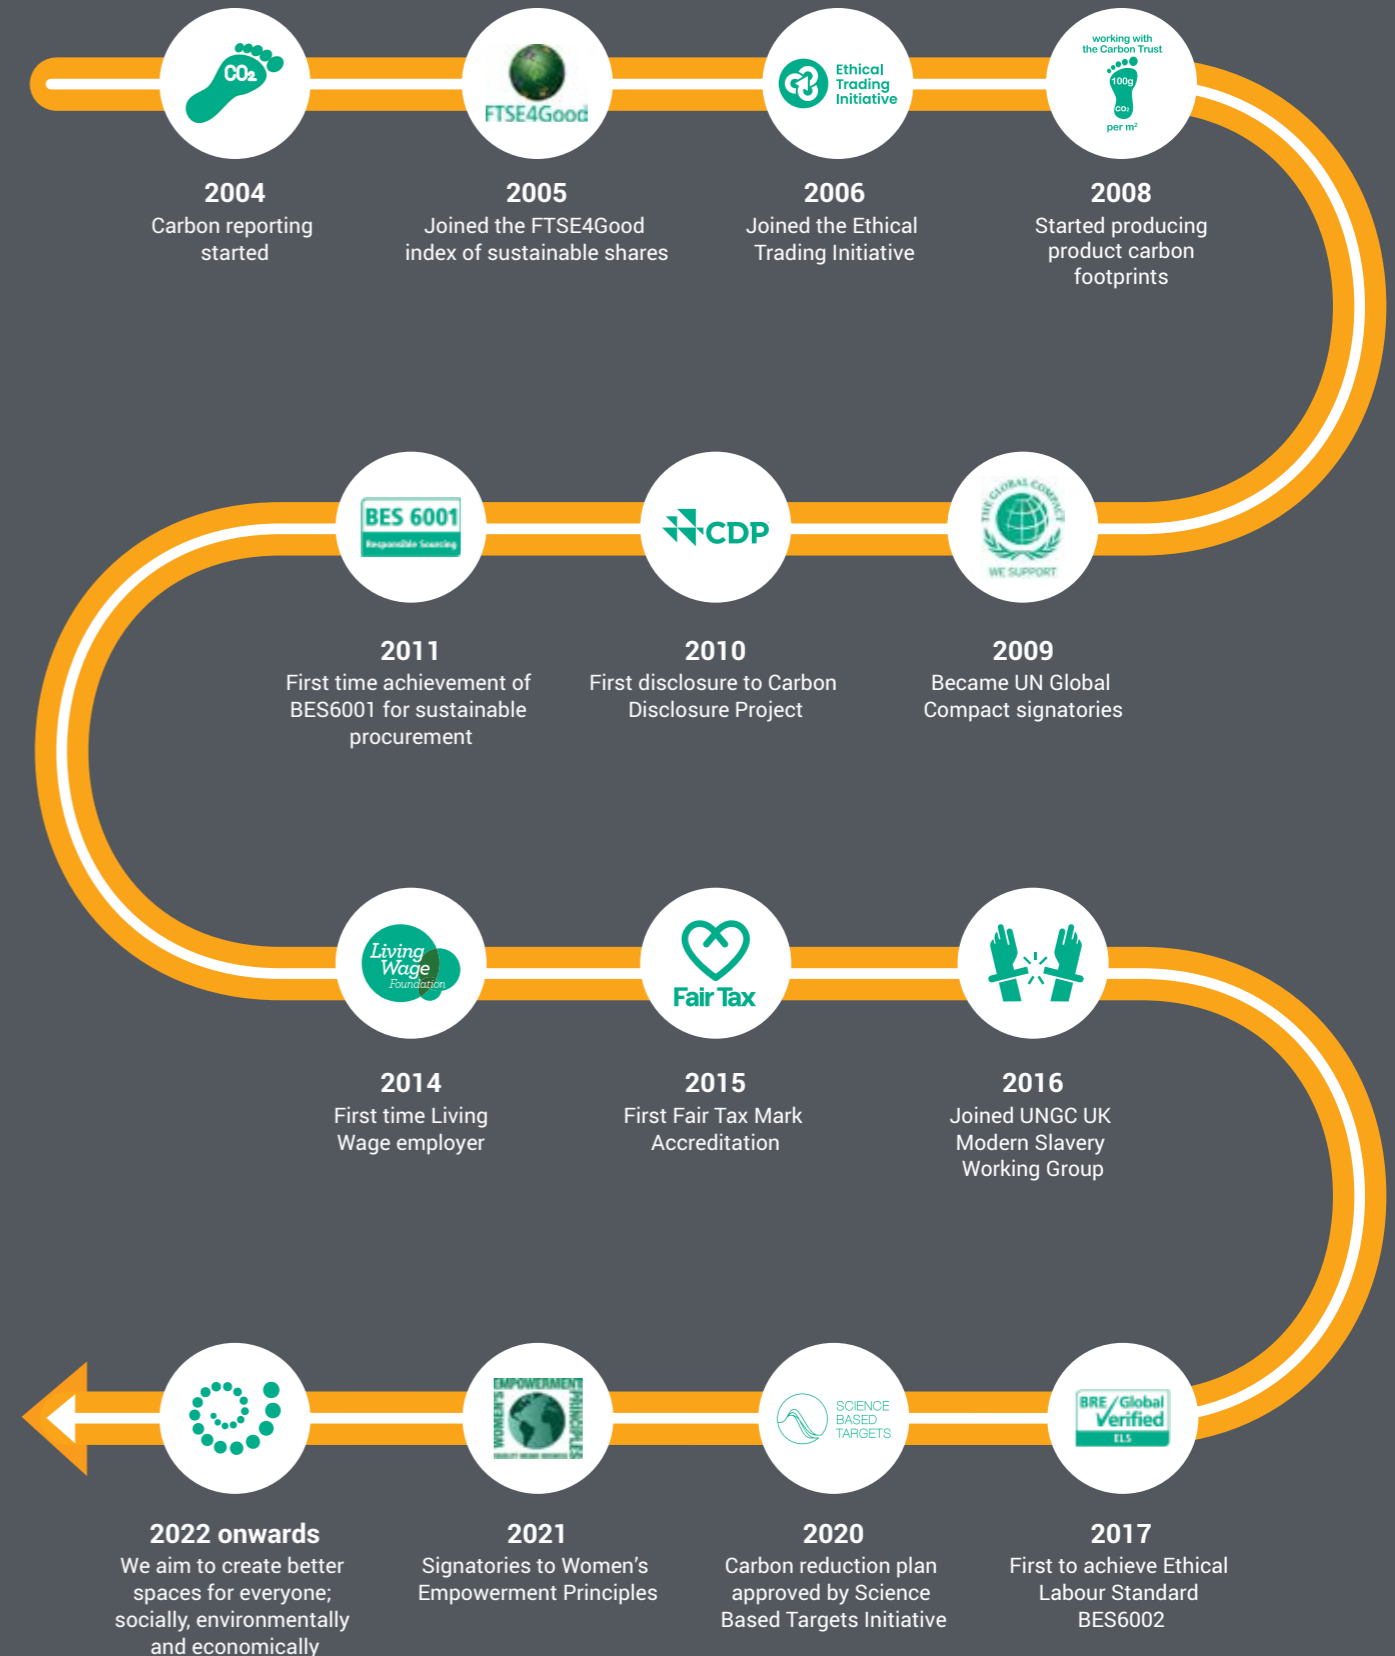 CO₂
FTSE4Good
Ethical
Trading
Initiative
working with
the Carbon Trust
100g
CO₂
per m²
2004
Carbon reporting
started
2005
Joined the FTSE4Good
index of sustainable shares
2006
Joined the Ethical
Trading Initiative
2008
Started producing
product carbon
footprints
THE GLOBAL COMPACT
WE SUPPORT
2009
Became UN Global
Compact signatories
CDP
2010
First disclosure to Carbon
Disclosure Project
BES 6001
Responsible Sourcing
2011
First time achievement of
BES6001 for sustainable
procurement
Living
Wage
Foundation
2014
First time Living
Wage employer
Fair Tax
2015
First Fair Tax Mark
Accreditation
2016
Joined UNGC UK
Modern Slavery
Working Group
BRE/Global
Verified
ELS
2017
First to achieve Ethical
Labour Standard
BES6002
SCIENCE
BASED
TARGETS
2020
Carbon reduction plan
approved by Science
Based Targets Initiative
WOMEN'S
EMPOWERMENT
PRINCIPLES
2021
Signatories to Women's
Empowerment Principles
2022 onwards
We aim to create better
spaces for everyone;
socially, environmentally
and economically